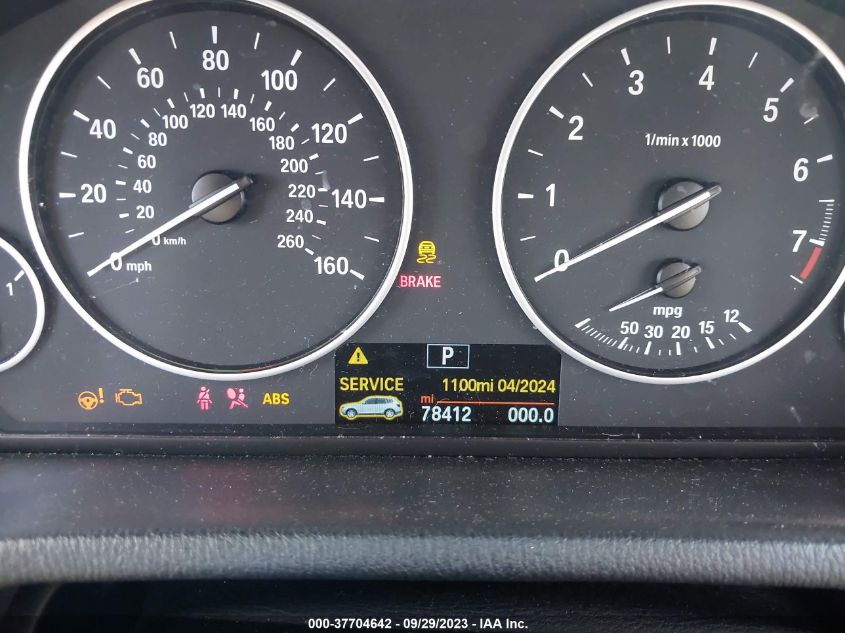 20 40 60 80 100 120 140 160
0 mph
20 40 60 80 100 120 140 160 180 200 220 240 260
0 km/h
1
0 1 2 3 4 5 6 7
1/min x 1000
mpg
50 30 20 15 12
BRAKE
P
!
ABS
SERVICE 1100mi 04/2024
mi
78412 000.0
000-37704642 - 09/29/2023 - IAA Inc.